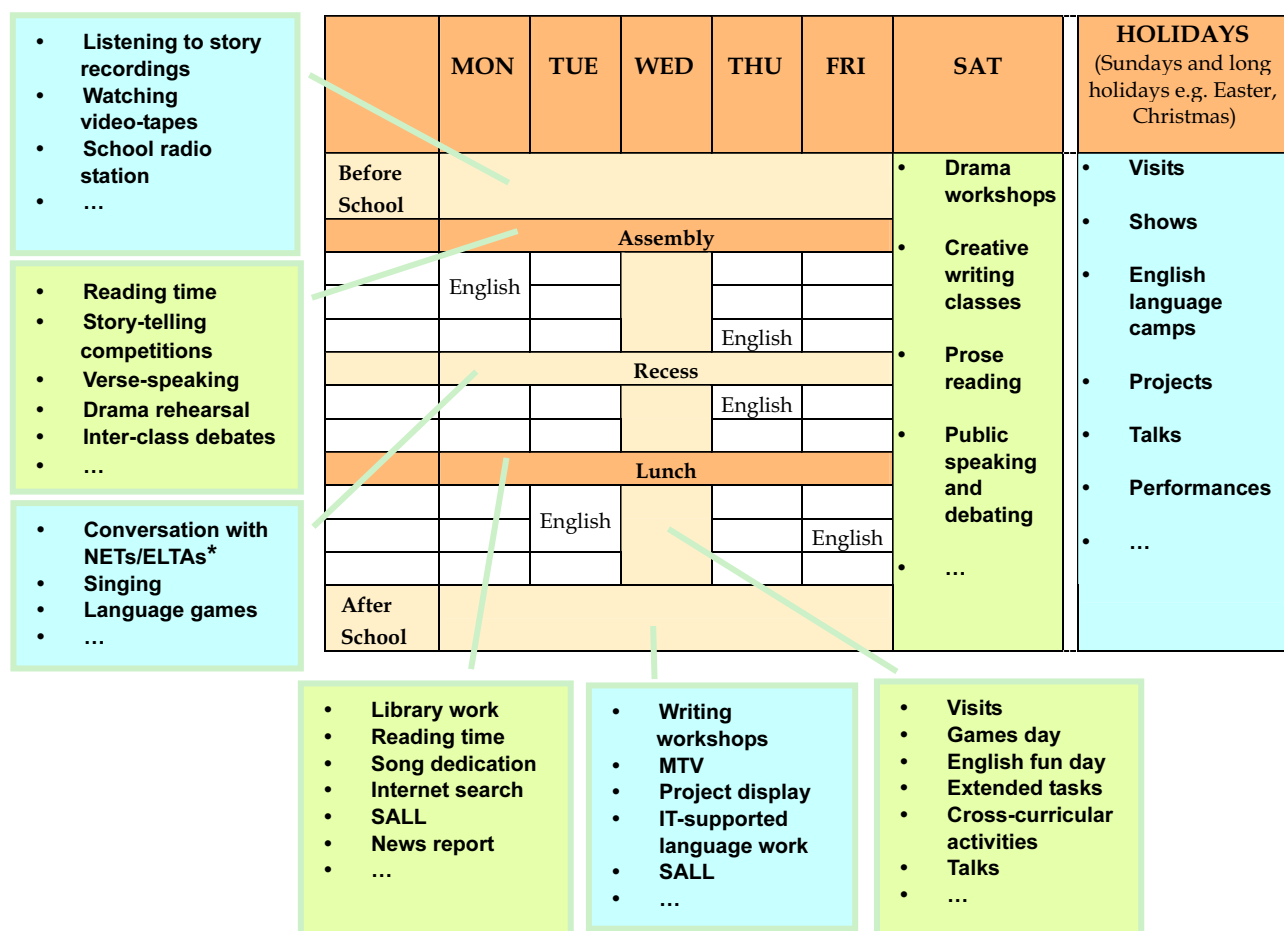 • Listening to story
recordings
• Watching
video-tapes
• School radio
station
• …
• Reading time
• Story-telling
competitions
• Verse-speaking
• Drama rehearsal
• Inter-class debates
• …
• Conversation with
NETs/ELTAs*
• Singing
• Language games
• …
MON TUE WED THU FRI SAT
HOLIDAYS
(Sundays and long
holidays e.g. Easter,
Christmas)
Before
School
Assembly
English
English
Recess
English
Lunch
English
English
After
School
• Drama
workshops
• Creative
writing
classes
• Prose
reading
• Public
speaking
and
debating
• …
• Visits
• Shows
• English
language
camps
• Projects
• Talks
• Performances
• …
• Library work
• Reading time
• Song dedication
• Internet search
• SALL
• News report
• …
• Writing
workshops
• MTV
• Project display
• IT-supported
language work
• SALL
• …
• Visits
• Games day
• English fun day
• Extended tasks
• Cross-curricular
activities
• Talks
• …